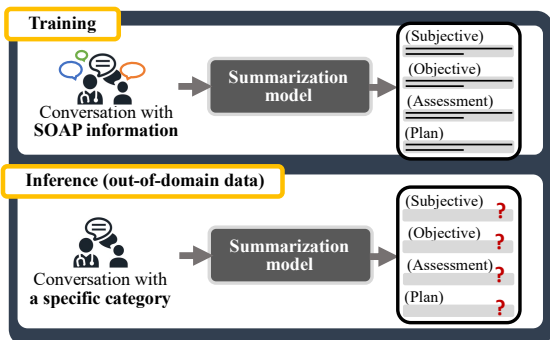 Training
Conversation with
SOAP information
Summarization
model
(Subjective)
(Objective)
(Assessment)
(Plan)
Inference (out-of-domain data)
Conversation with
a specific category
Summarization
model
(Subjective) ?
(Objective) ?
(Assessment) ?
(Plan) ?